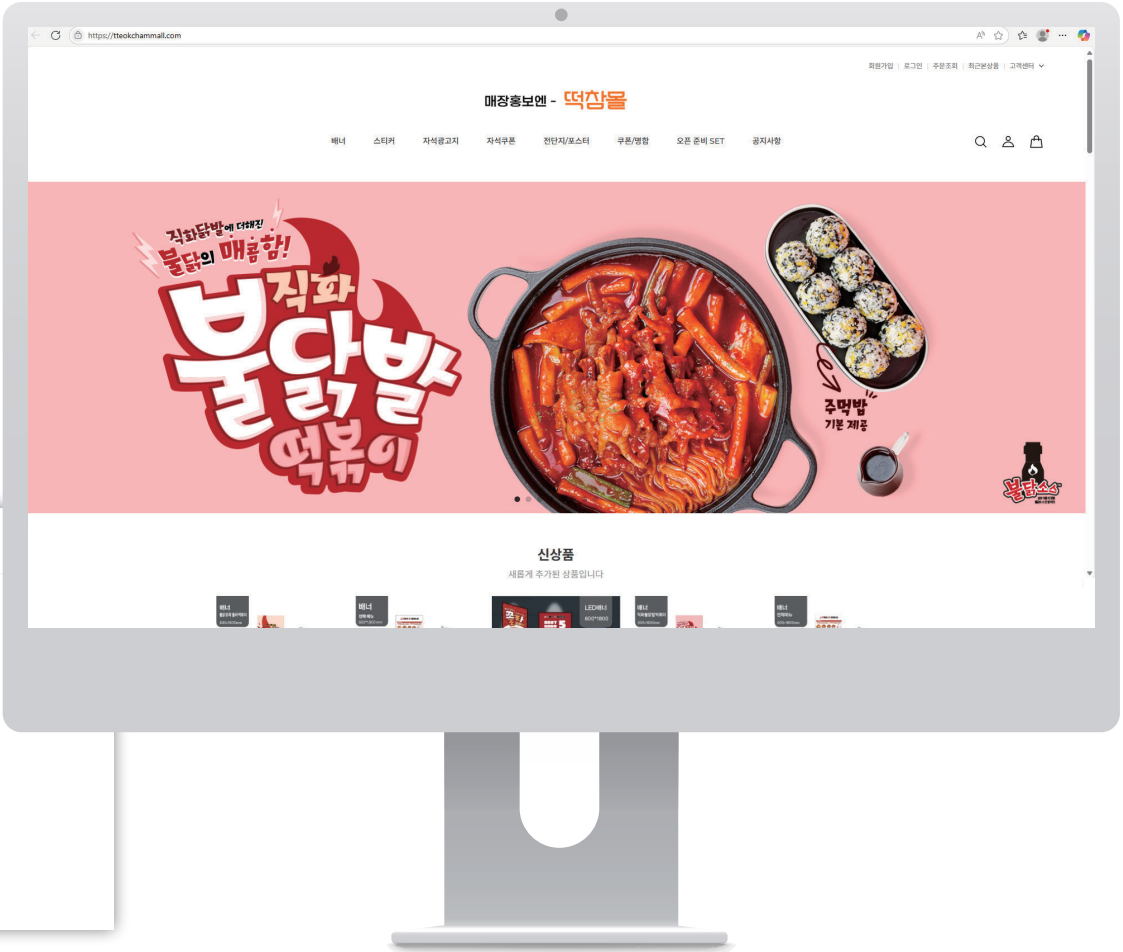 https://tteokchammall.com
회원가입 | 로그인 | 주문조회 | 최근본상품 | 고객센터
매장홍보엔 - 떡참몰
배너 스티커 자석광고지 자석쿠폰 전단지/포스터 쿠폰/명함 오픈 준비 SET 공지사항
직화닭발에 더해진
불닭의 매콤함!
직화
불닭발
떡볶이
주먹밥
기본 제공
불닭소스
신상품
새롭게 추가된 상품입니다
배너
배너
LED배너
600*1800
배너
배너